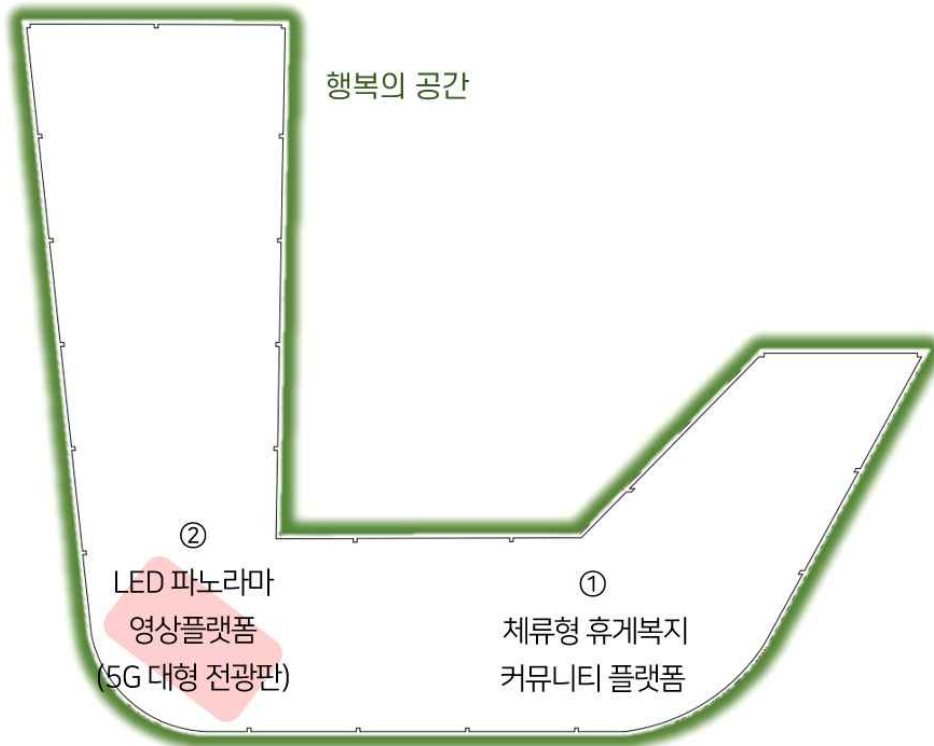 행복의 공간
②
LED 파노라마
영상플랫폼
(5G 대형 전광판)
①
체류형 휴게복지
커뮤니티 플랫폼